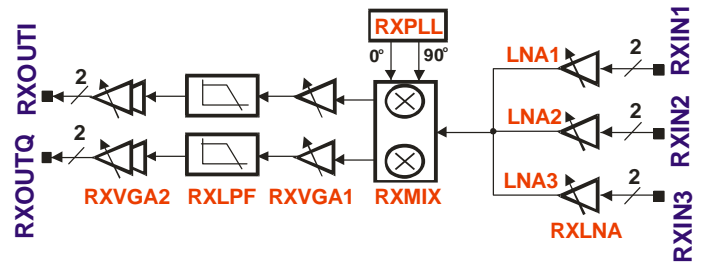 RXPLL
0°
90°
LNA1
RXIN1
2
RXOUTI
2
LNA2
RXIN2
2
RXOUTQ
2
LNA3
RXIN3
2
RXVGA2
RXLPF
RXVGA1
RXMIX
RXLNA